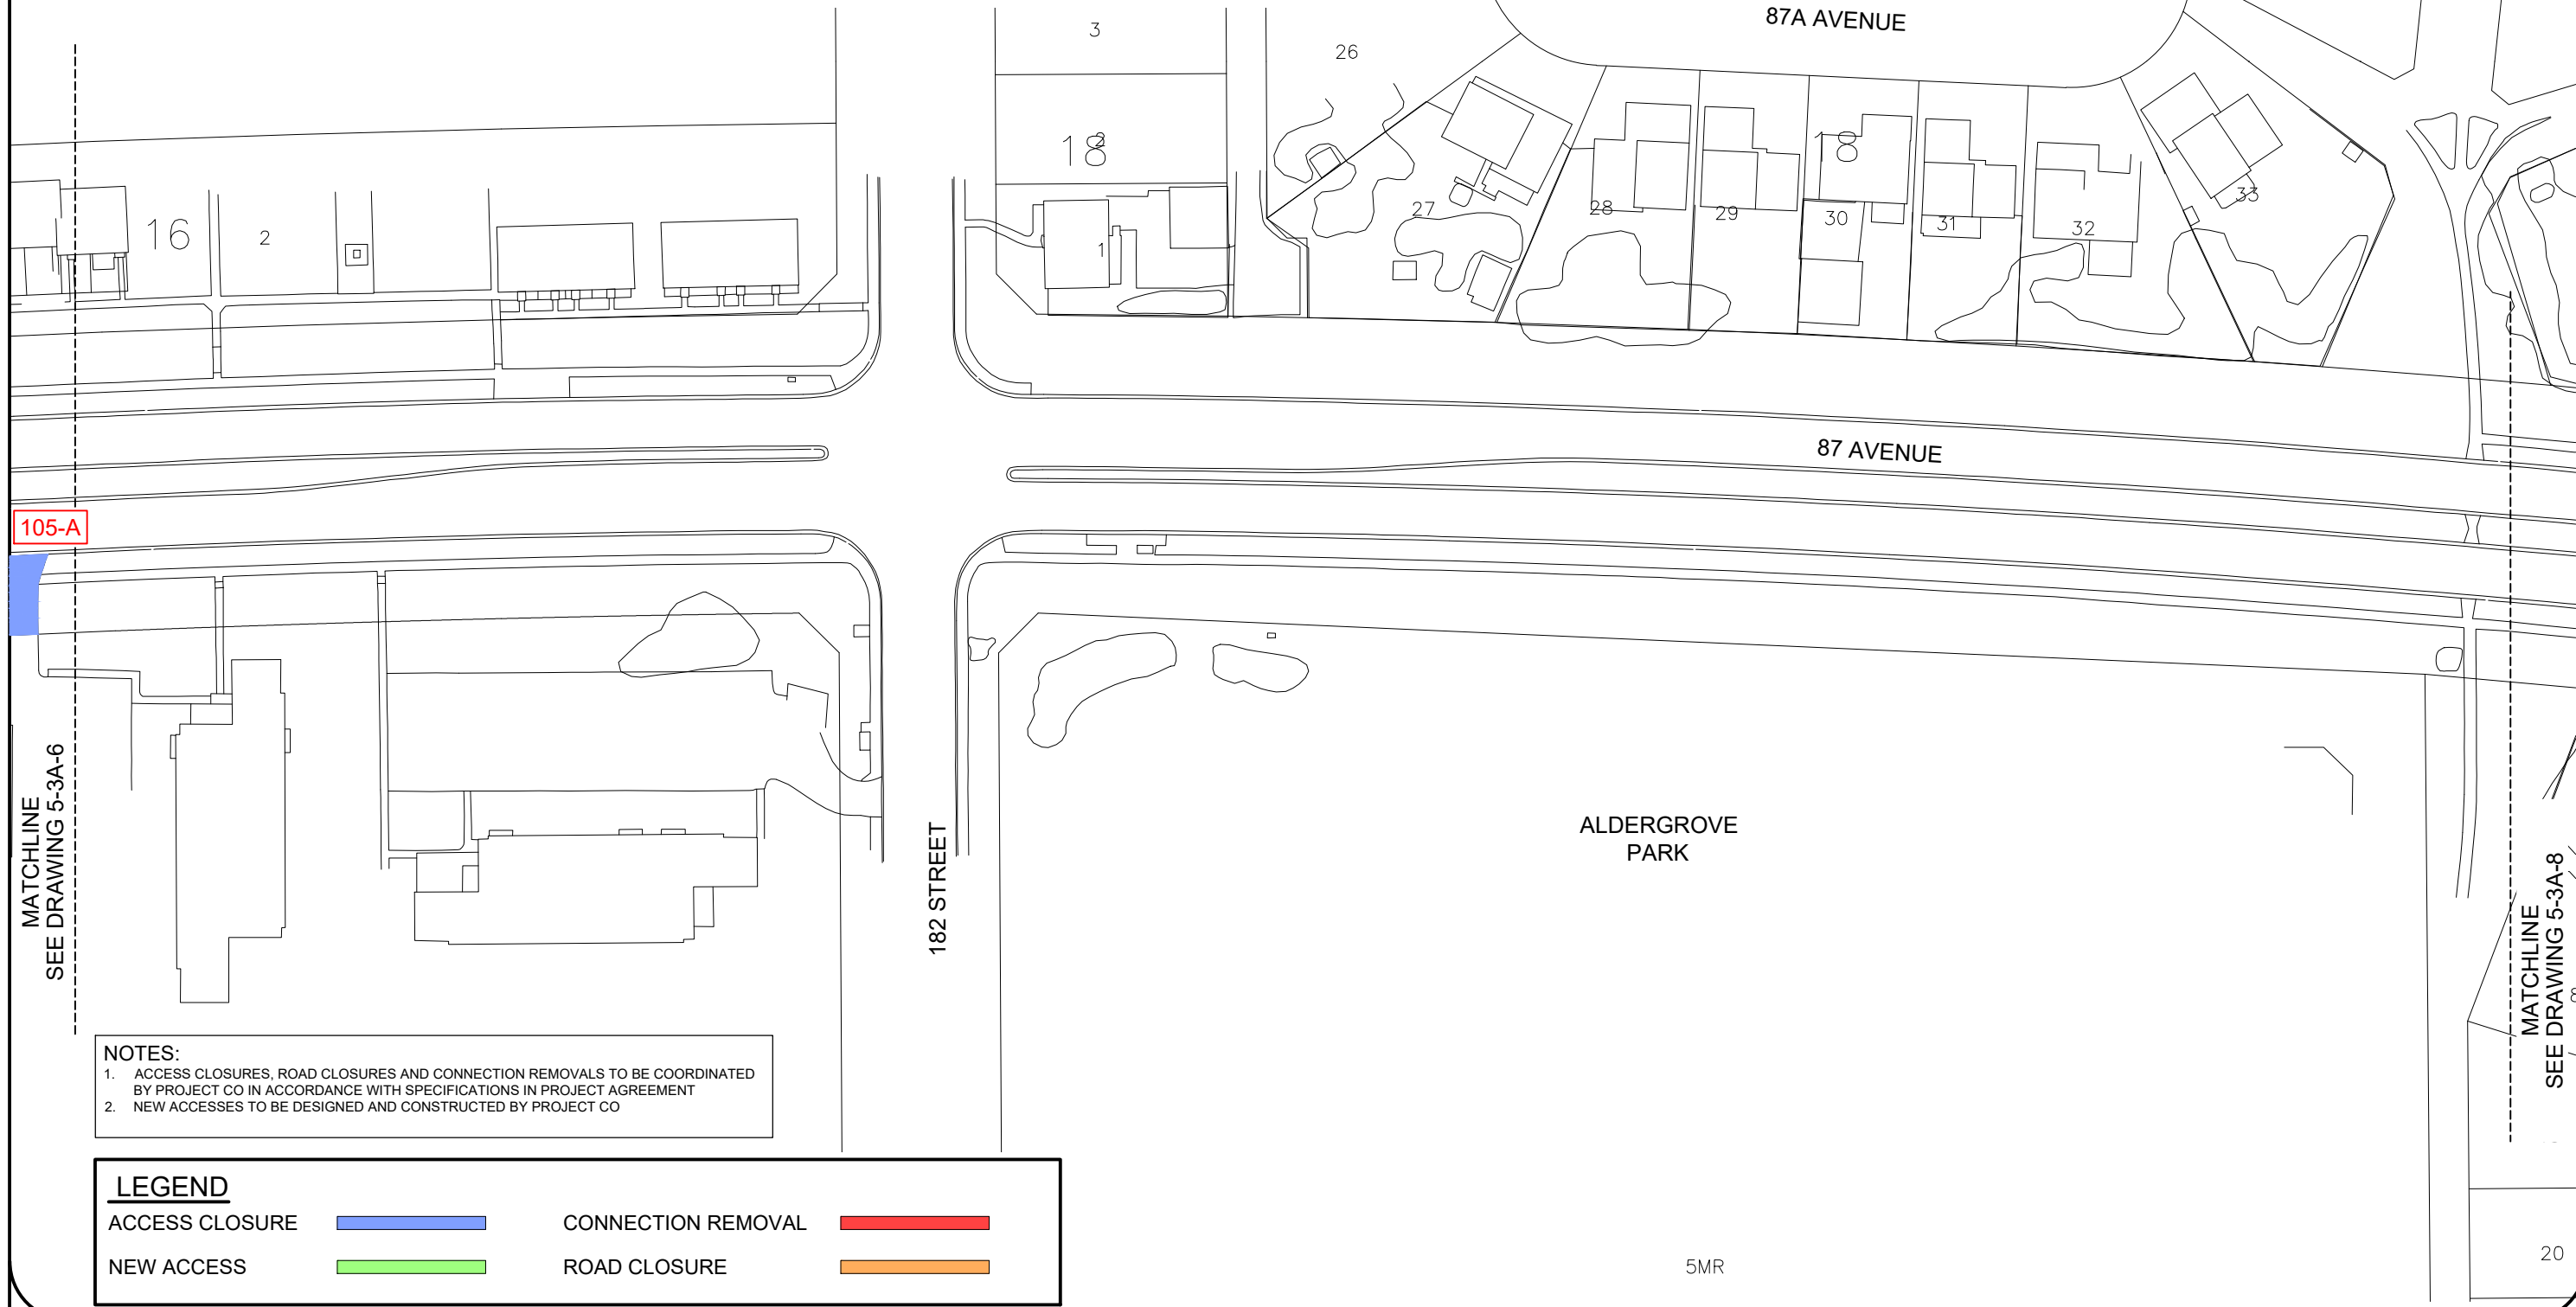 87A AVENUE
3
26
18
2
18
16
2
1
27
28
29
30
31
32
33
87 AVENUE
105-A
MATCHLINE
SEE DRAWING 5-3A-6
182 STREET
ALDERGROVE
PARK
MATCHLINE
SEE DRAWING 5-3A-8
NOTES:
1. ACCESS CLOSURES, ROAD CLOSURES AND CONNECTION REMOVALS TO BE COORDINATED
BY PROJECT CO IN ACCORDANCE WITH SPECIFICATIONS IN PROJECT AGREEMENT
2. NEW ACCESSES TO BE DESIGNED AND CONSTRUCTED BY PROJECT CO
LEGEND
ACCESS CLOSURE
CONNECTION REMOVAL
NEW ACCESS
ROAD CLOSURE
5MR
20